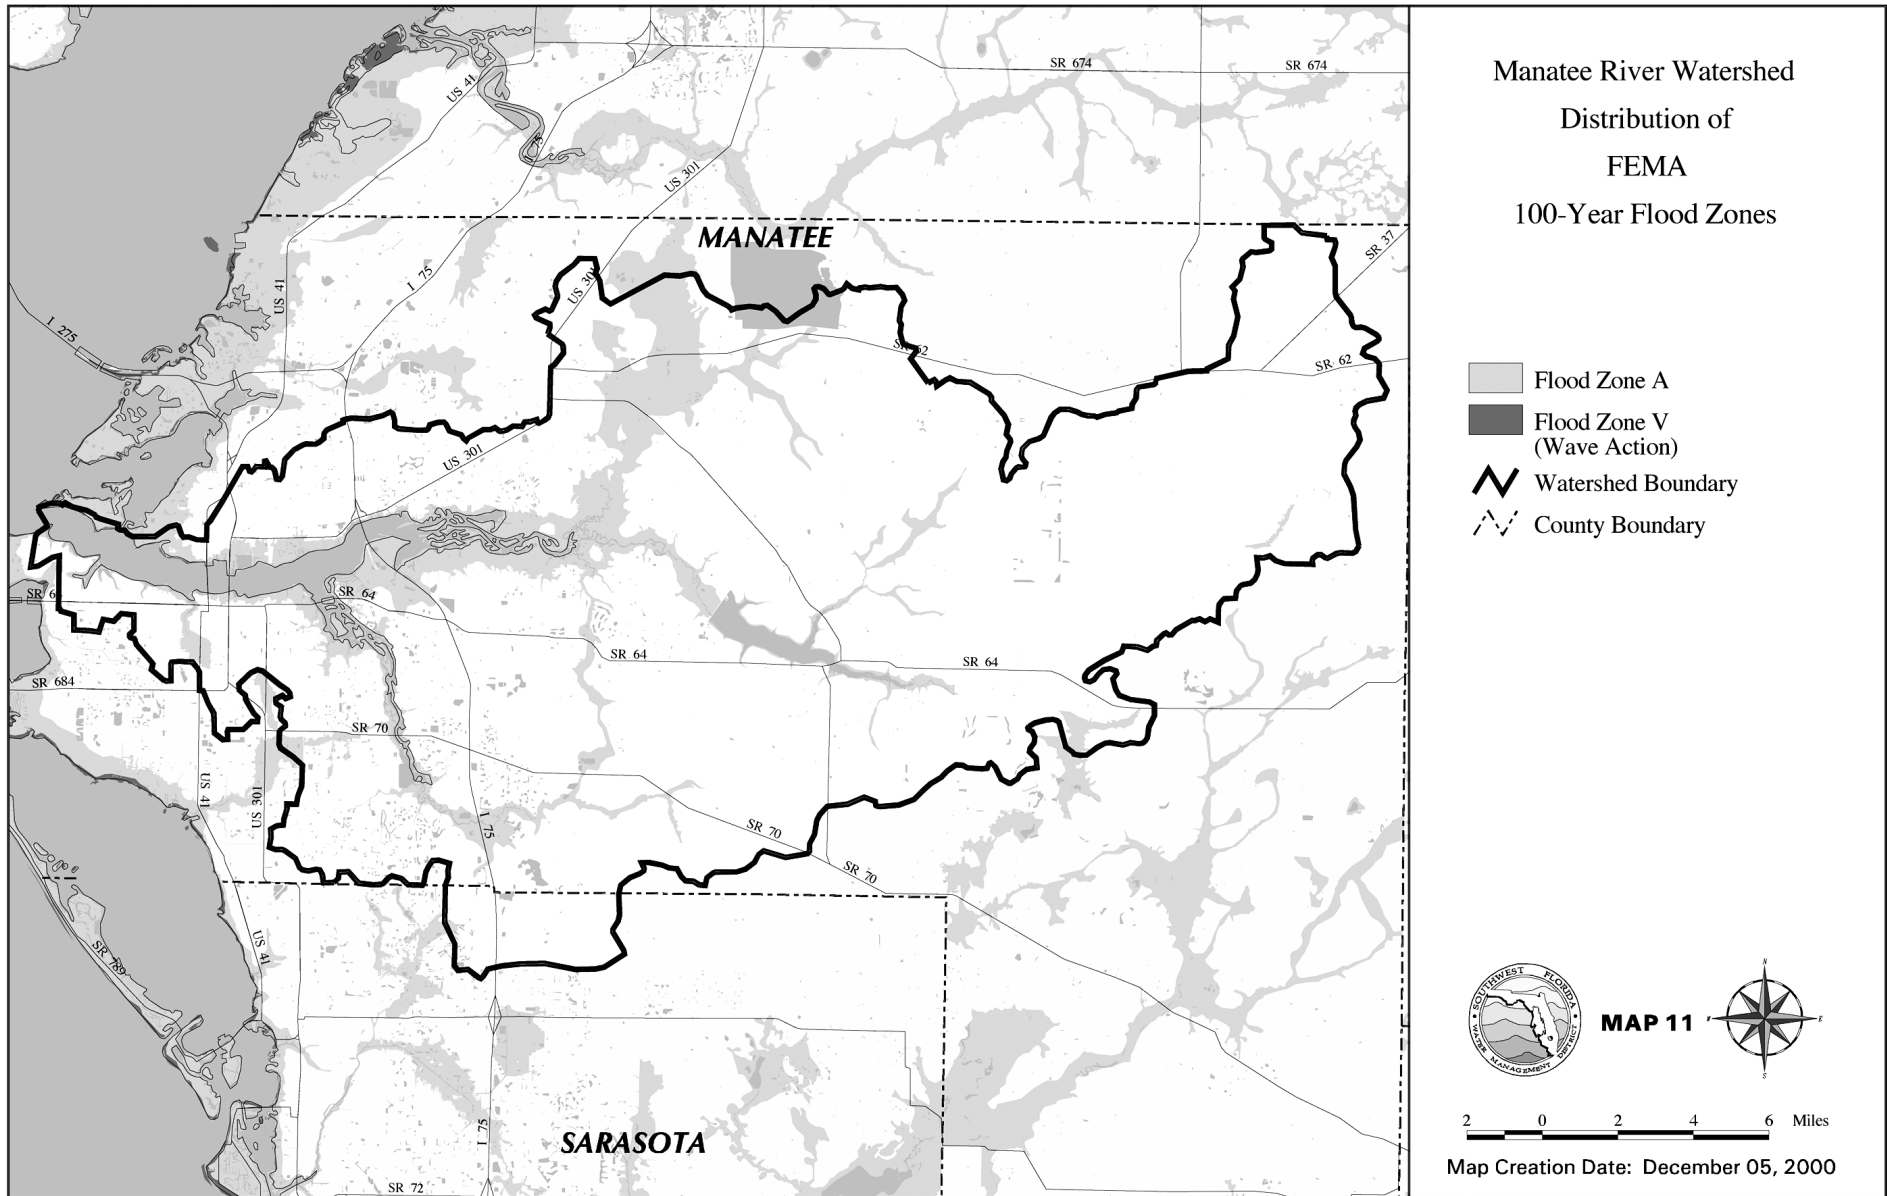 Manatee River Watershed
Distribution of
FEMA
100-Year Flood Zones
SR 674
SR 674
US 41
I 75
US 301
MANATEE
SR 37
I 75
US 41
US 301
I 275
SR 62
SR 62
US 301
SR 64
SR 64
SR 64
SR 684
SR 70
US 41
US 301
I 75
SR 70
SR 70
US 41
SR 789
I 75
SARASOTA
SR 72
Flood Zone A
Flood Zone V
(Wave Action)
Watershed Boundary
County Boundary
SOUTHWEST FLORIDA
WATER MANAGEMENT DISTRICT
MAP 11
N
E
S
2 0 2 4 6 Miles
Map Creation Date: December 05, 2000